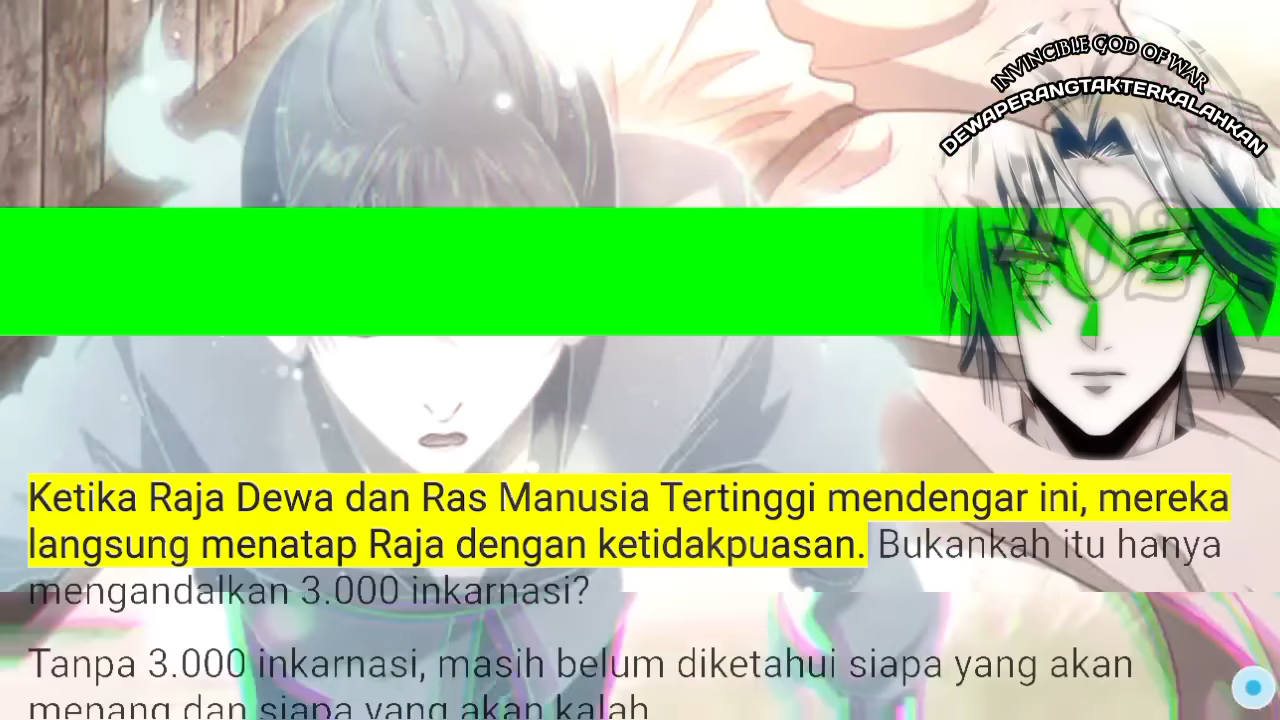 INVINCIBLE GOD OF WAR
DEWAPERANGTAKTERKALAHKAN
Ketika Raja Dewa dan Ras Manusia Tertinggi mendengar ini, mereka
langsung menatap Raja dengan ketidakpuasan. Bukankah itu hanya
mengandalkan 3.000 inkarnasi?
Tanpa 3.000 inkarnasi, masih belum diketahui siapa yang akan
menang dan siapa yang akan kalah